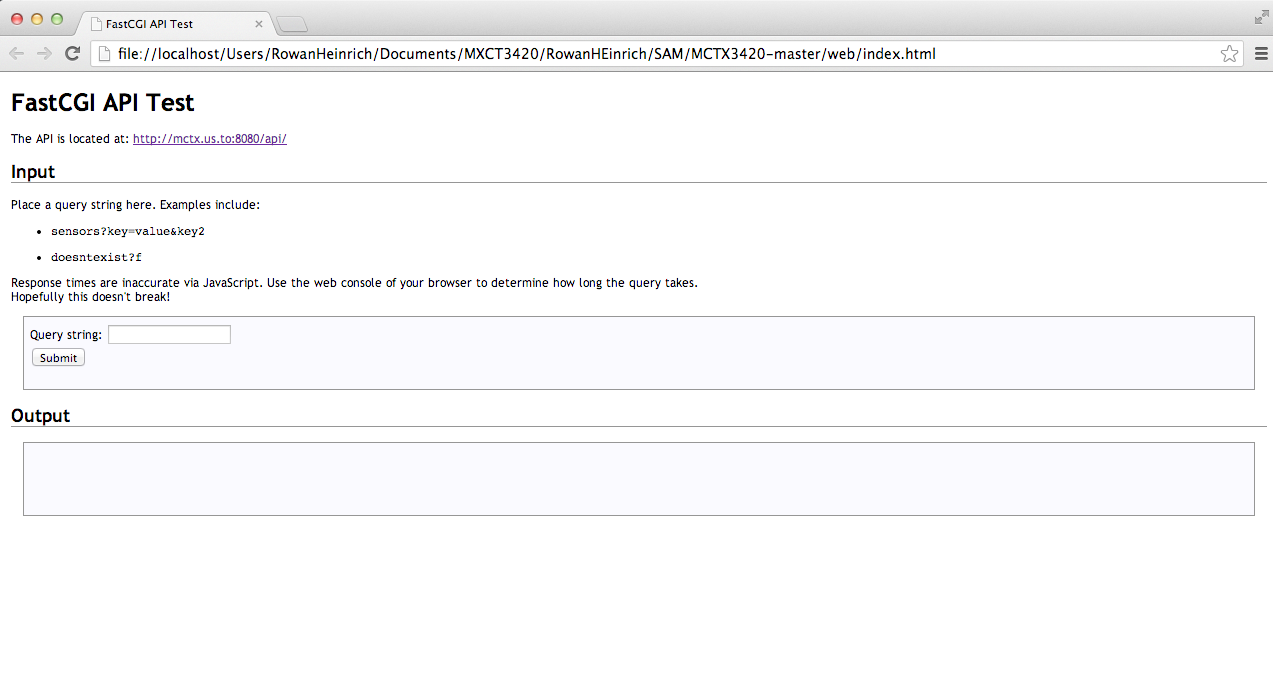 FastCGI API Test
file://localhost/Users/RowanHeinrich/Documents/MXCT3420/RowanHEinrich/SAM/MCTX3420-master/web/index.html
FastCGI API Test
The API is located at: http://mctx.us.to:8080/api/
Input
Place a query string here. Examples include:
• sensors?key=value&key2
• doesntexist?f
Response times are inaccurate via JavaScript. Use the web console of your browser to determine how long the query takes.
Hopefully this doesn't break!
Query string:
Submit
Output